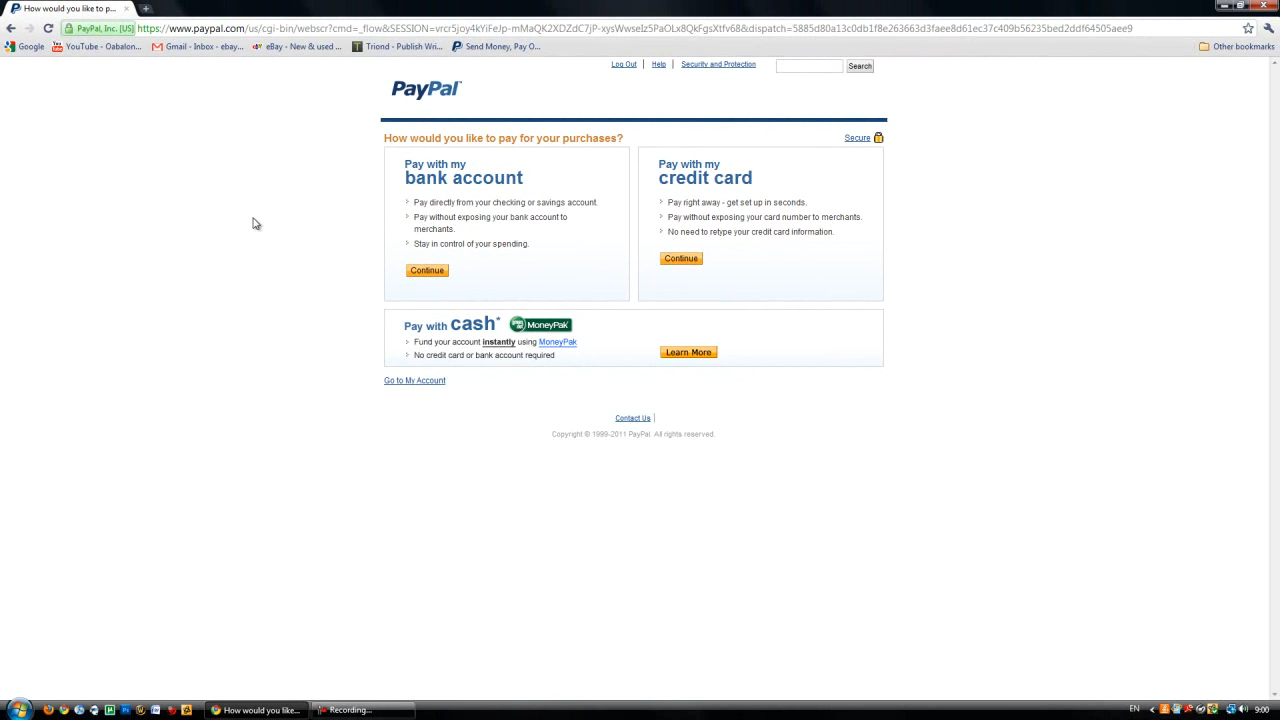 How would you like to p...
PayPal, Inc. [US]
https://www.paypal.com/us/cgi-bin/webscr?cmd=_flow&SESSION=vrcr5joy4kYiFeJp-mMaQK2XDZdC7jP-xysWwseIz5PaOLx8QkFgsXtfv68&dispatch=5885d80a13c0db1f8e263663d3faee8d61ec37c409b56235bed2ddf64505aee9
Google
YouTube - Oabalon...
Gmail - Inbox - ebay...
eBay - New & used ...
Triond - Publish Wri...
Send Money, Pay O...
Other bookmarks
Log Out
Help
Security and Protection
Search
PayPal
How would you like to pay for your purchases?
Secure
Pay with my
bank account
Pay directly from your checking or savings account.
Pay without exposing your bank account to
merchants.
Stay in control of your spending.
Continue
Pay with my
credit card
Pay right away - get set up in seconds.
Pay without exposing your card number to merchants.
No need to retype your credit card information.
Continue
Pay with cash*
MoneyPak
Fund your account instantly using MoneyPak
No credit card or bank account required
Learn More
Go to My Account
Contact Us
Copyright © 1999-2011 PayPal. All rights reserved.
How would you like...
Recording...
EN
9:00